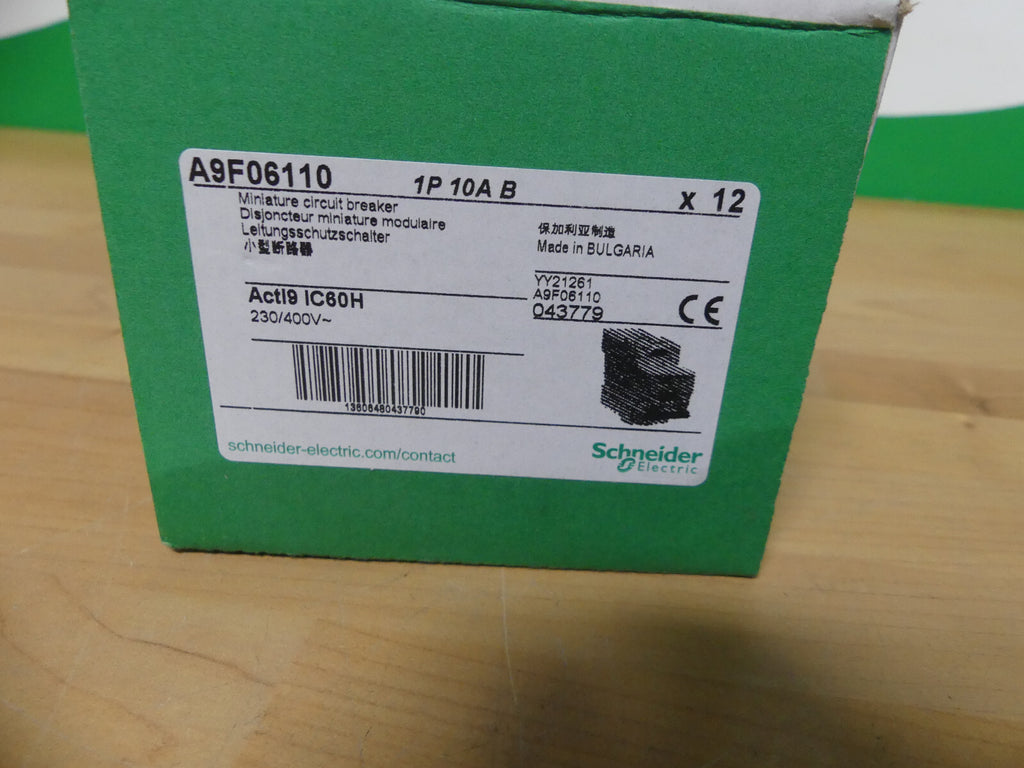 A9F06110 1P 10A B x 12
Miniature circuit breaker
Disjoncteur miniature modulaire
Leitungsschutzschalter
小型断路器
保加利亚制造
Made in BULGARIA
Acti9 iC60H
230/400V~
YY21261
A9F06110
043779
CE
13606480437790
schneider-electric.com/contact
Schneider
Electric